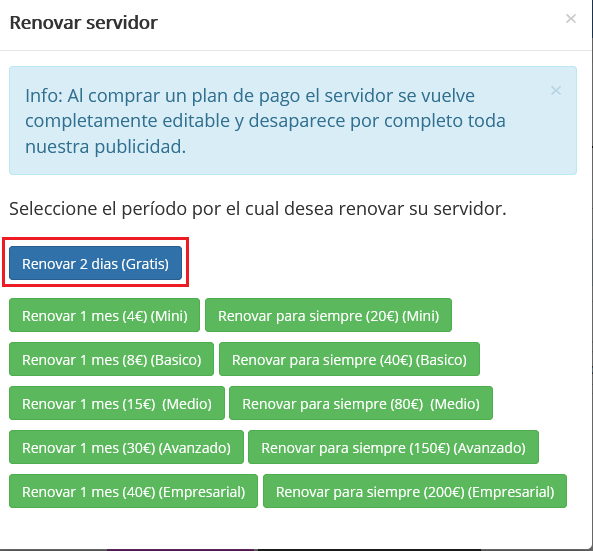 Renovar servidor
×
Info: Al comprar un plan de pago el servidor se vuelve
×
completamente editable y desaparece por completo toda
nuestra publicidad.
Seleccione el período por el cual desea renovar su servidor.
Renovar 2 dias (Gratis)
Renovar 1 mes (4€) (Mini) Renovar para siempre (20€) (Mini)
Renovar 1 mes (8€) (Basico) Renovar para siempre (40€) (Basico)
Renovar 1 mes (15€) (Medio) Renovar para siempre (80€) (Medio)
Renovar 1 mes (30€) (Avanzado) Renovar para siempre (150€) (Avanzado)
Renovar 1 mes (40€) (Empresarial) Renovar para siempre (200€) (Empresarial)